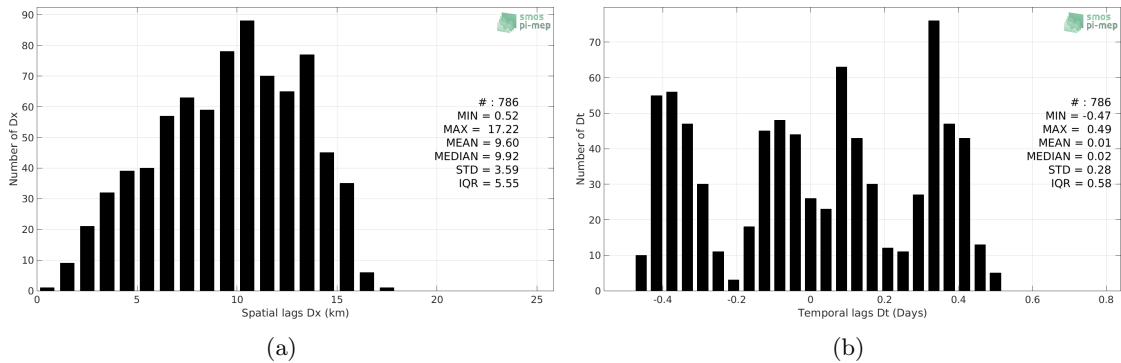 90
80
70
60
50
40
30
20
10
0
Number of Dx
0
5
10
15
20
25
Spatial lags Dx (km)
smos
pi-mep
# : 786
MIN = 0.52
MAX = 17.22
MEAN = 9.60
MEDIAN = 9.92
STD = 3.59
IQR = 5.55
(a)
70
60
50
40
30
20
10
0
Number of Dt
-0.4
-0.2
0
0.2
0.4
0.6
0.8
Temporal lags Dt (Days)
smos
pi-mep
# : 786
MIN = -0.47
MAX = 0.49
MEAN = 0.01
MEDIAN = 0.02
STD = 0.28
IQR = 0.58
(b)